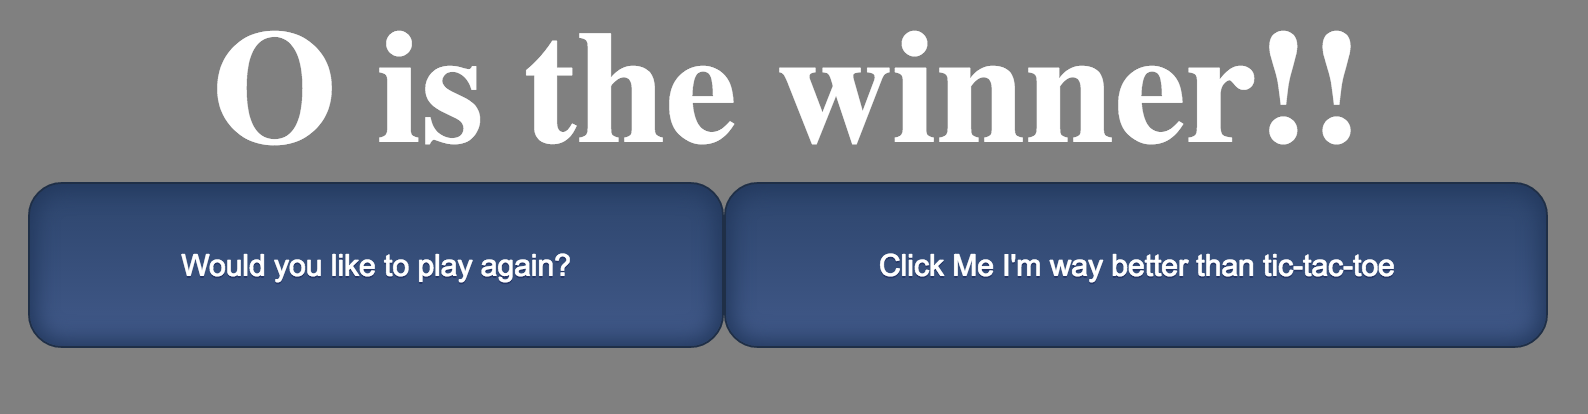 O is the winner!!
Would you like to play again?
Click Me I'm way better than tic-tac-toe